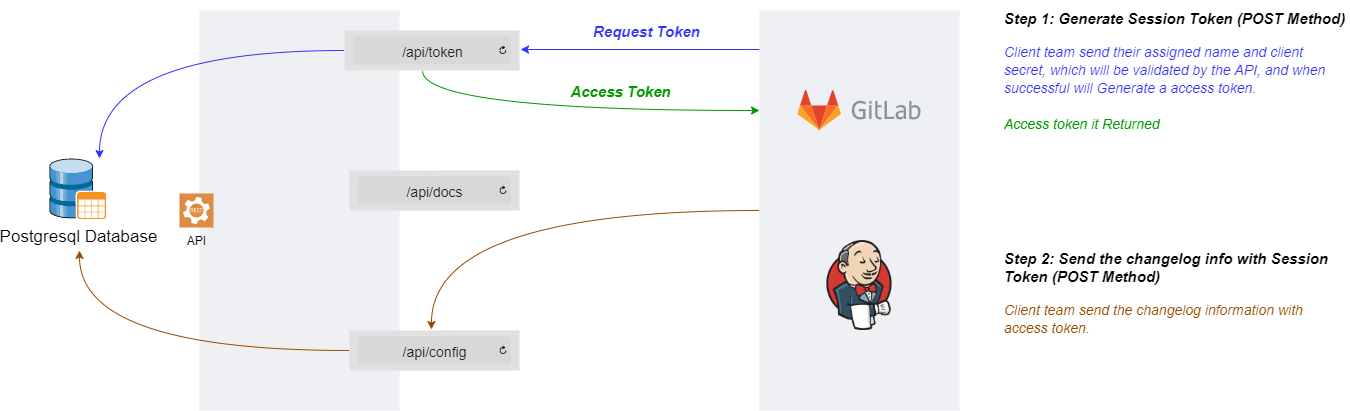 Step 1: Generate Session Token (POST Method)
Request Token
/api/token
Client team send their assigned name and client
secret, which will be validated by the API, and when
successful will Generate a access token.
Access Token
GitLab
Access token it Returned
/api/docs
REST
API
Postgresql Database
Step 2: Send the changelog info with Session
Token (POST Method)
Client team send the changelog information with
access token.
/api/config